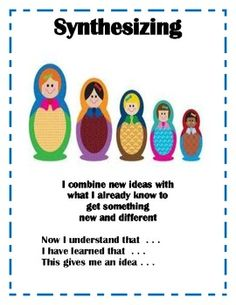 Synthesizing
I combine new ideas with
what I already know to
get something
new and different
Now I understand that . . .
I have learned that . . .
This gives me an idea . . .